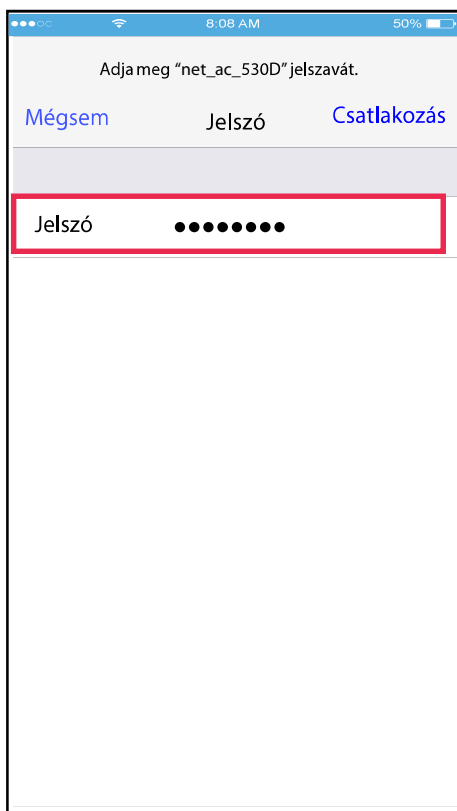 8:08 AM 50%
Adja meg “net_ac_530D” jelszavát.
Mégsem Jelszó Csatlakozás
Jelszó ●●●●●●●●